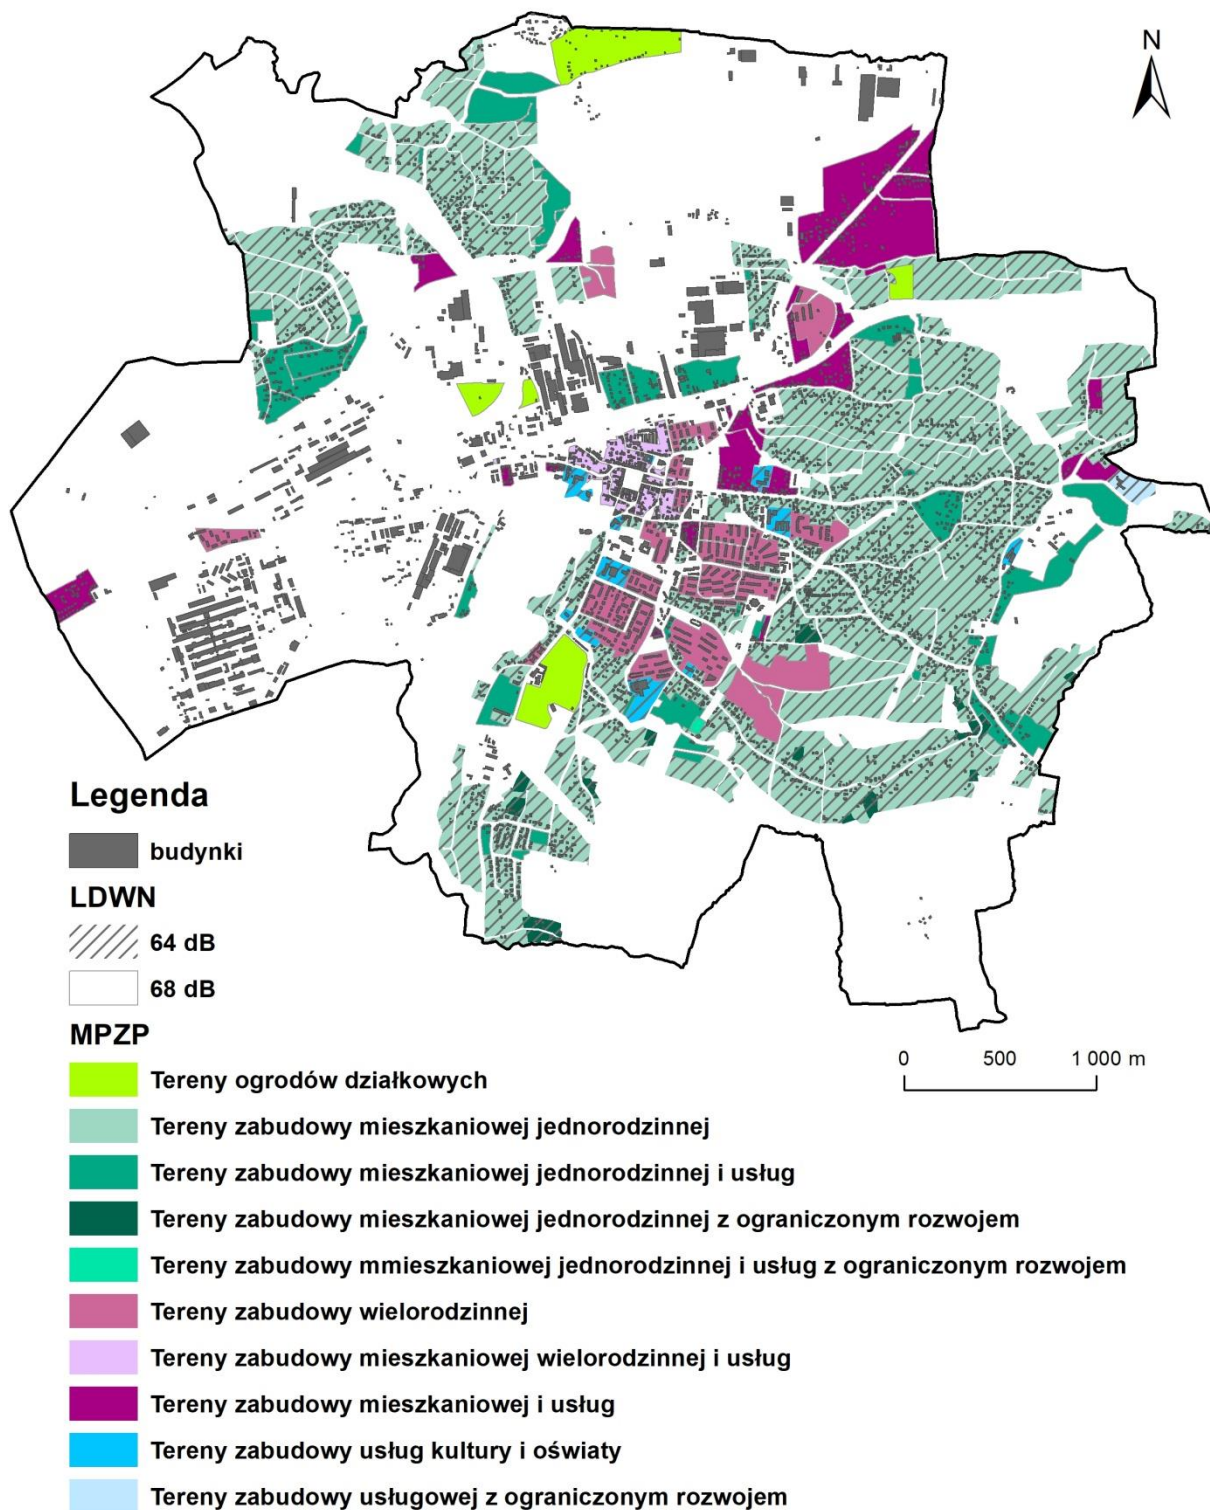 N
Legenda
budynki
LDWN
64 dB
68 dB
MPZP
0 500 1 000 m
Tereny ogrodów działkowych
Tereny zabudowy mieszkaniowej jednorodzinnej
Tereny zabudowy mieszkaniowej jednorodzinnej i usług
Tereny zabudowy mieszkaniowej jednorodzinnej z ograniczonym rozwojem
Tereny zabudowy mmieszkaniowej jednorodzinnej i usług z ograniczonym rozwojem
Tereny zabudowy wielorodzinnej
Tereny zabudowy mieszkaniowej wielorodzinnej i usług
Tereny zabudowy mieszkaniowej i usług
Tereny zabudowy usług kultury i oświaty
Tereny zabudowy usługowej z ograniczonym rozwojem